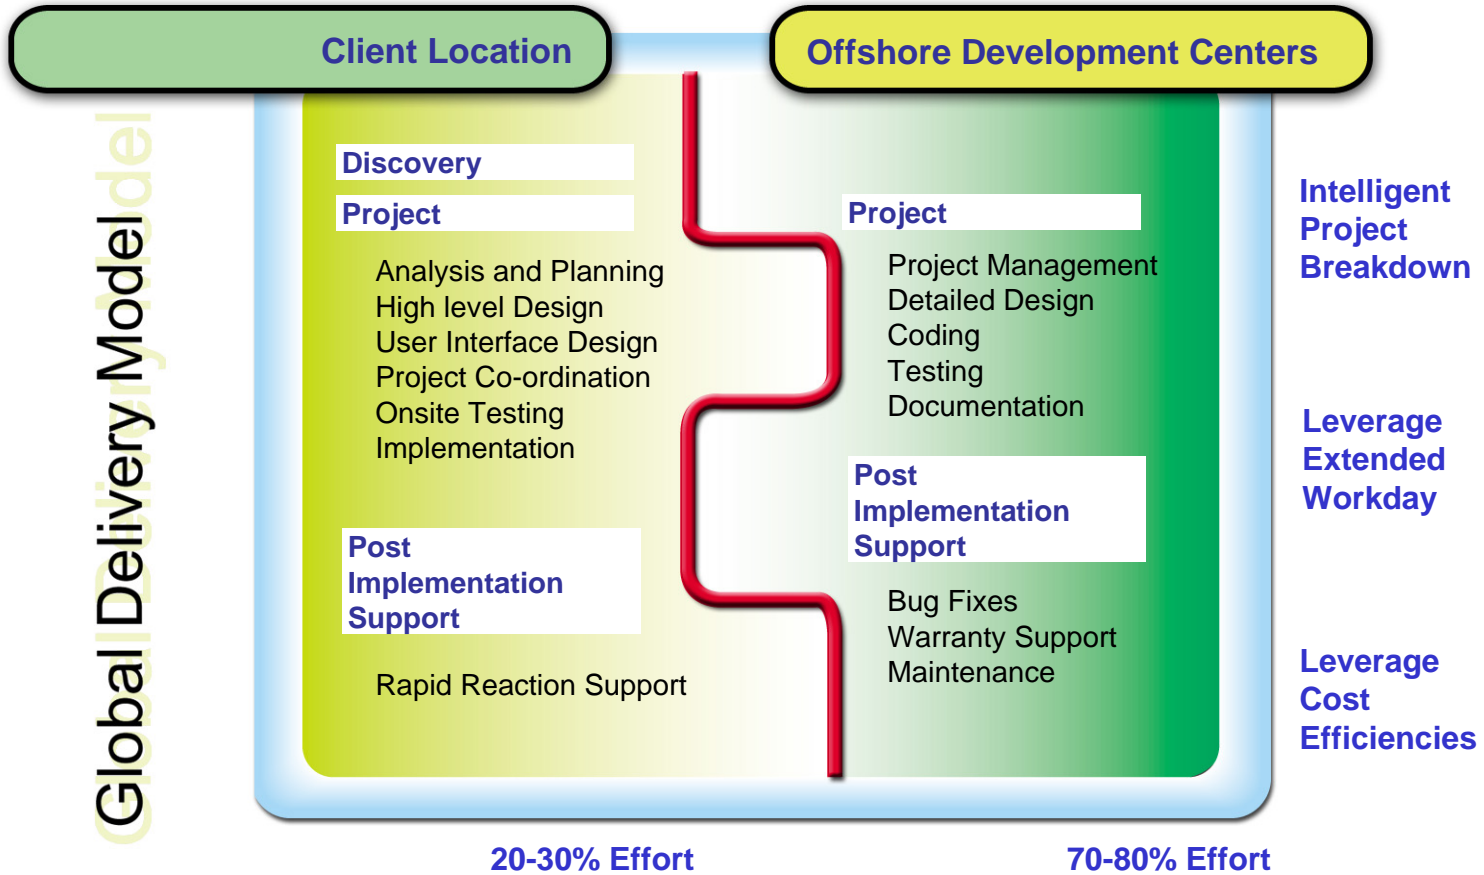 Client Location
Offshore Development Centers
Global Delivery Model
Discovery
Project
Analysis and Planning
High level Design
User Interface Design
Project Co-ordination
Onsite Testing
Implementation
Post
Implementation
Support
Rapid Reaction Support
Project
Project Management
Detailed Design
Coding
Testing
Documentation
Post
Implementation
Support
Bug Fixes
Warranty Support
Maintenance
Intelligent
Project
Breakdown
Leverage
Extended
Workday
Leverage
Cost
Efficiencies
20-30% Effort
70-80% Effort